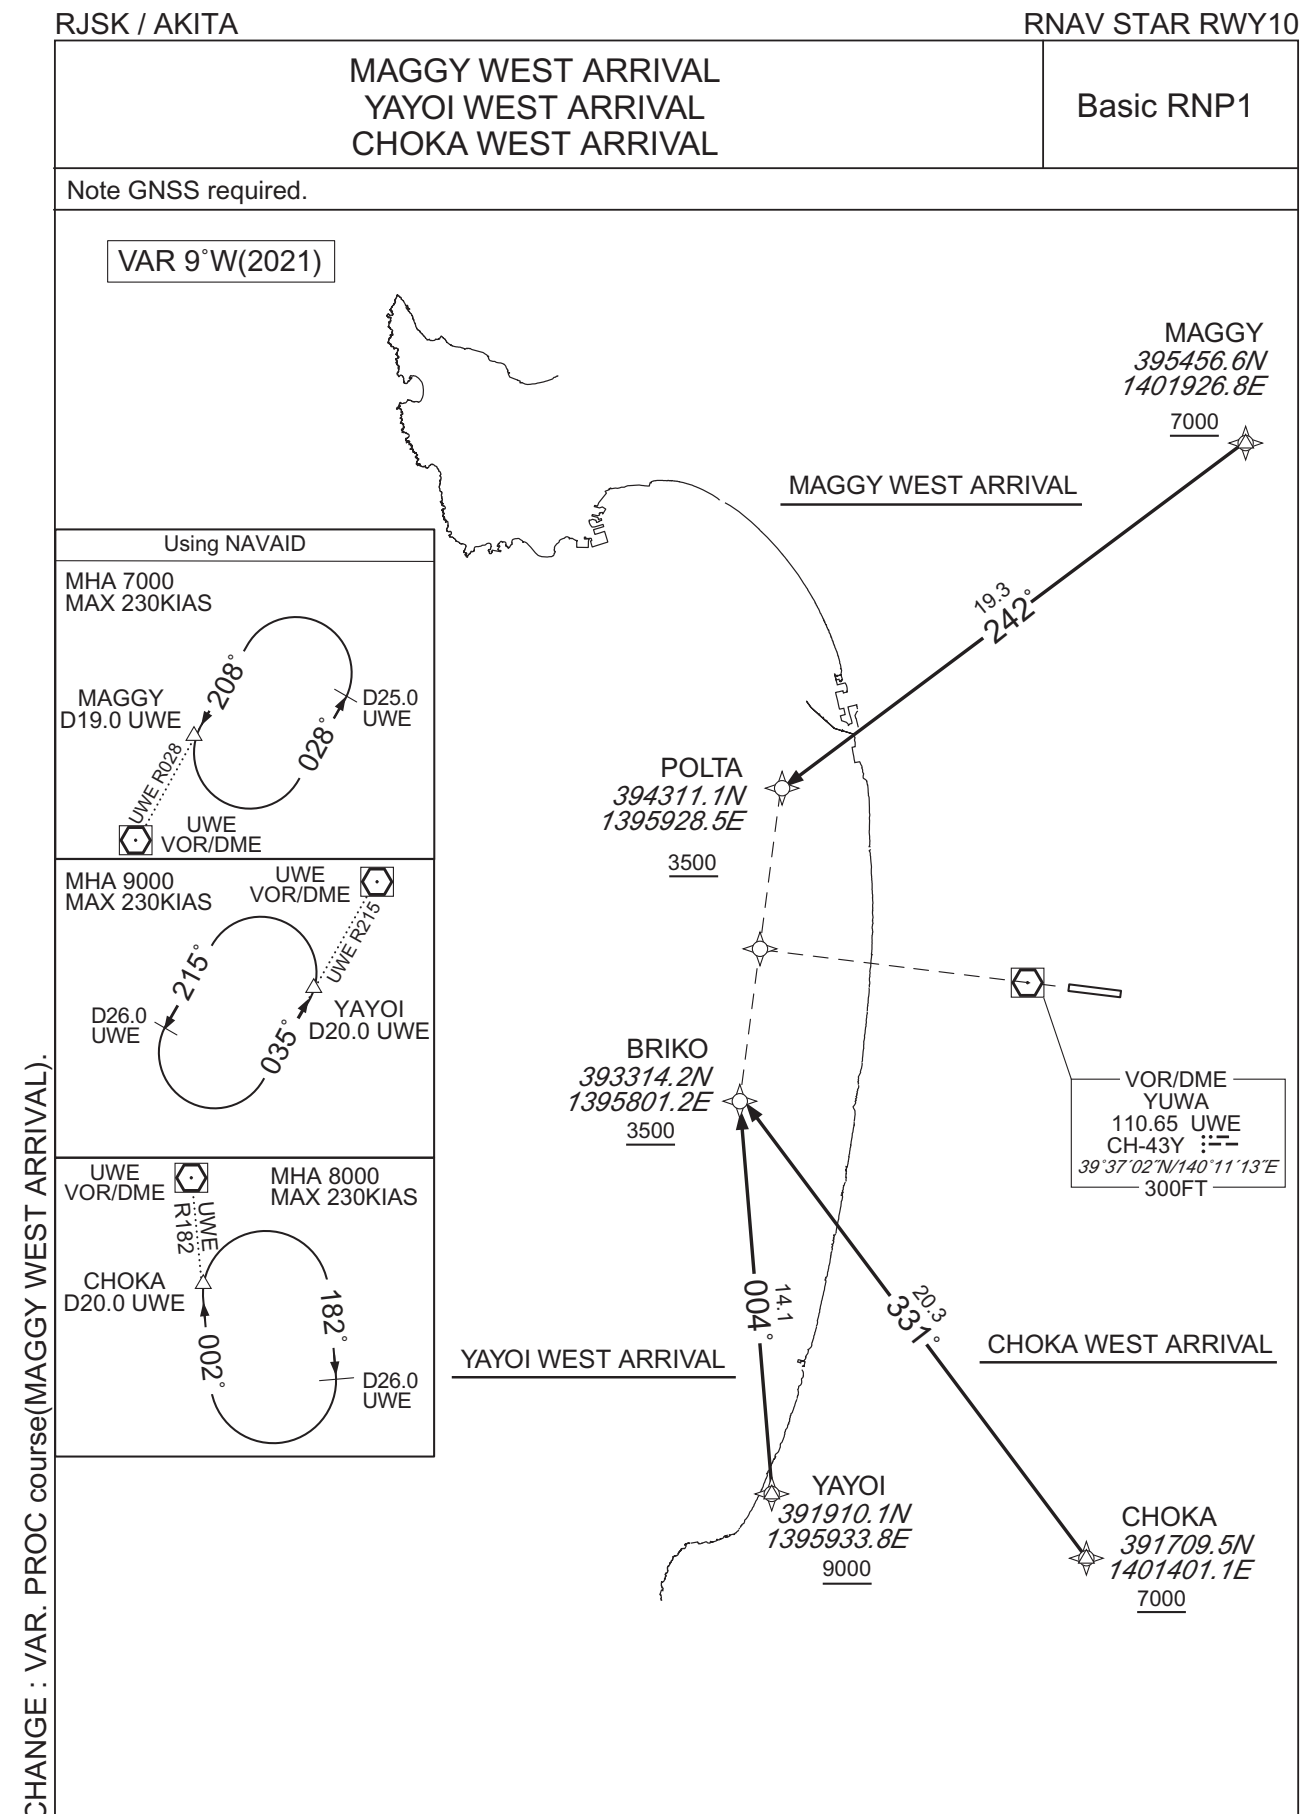 RJSK / AKITA
RNAV STAR RWY10
MAGGY WEST ARRIVAL
YAYOI WEST ARRIVAL
CHOKA WEST ARRIVAL
Basic RNP1
Note GNSS required.
VAR 9°W(2021)
MAGGY
395456.6N
1401926.8E
7000
MAGGY WEST ARRIVAL
19.3
242°
Using NAVAID
MHA 7000
MAX 230KIAS
208°
MAGGY
D19.0 UWE
D25.0
UWE
028°
UWE R028
UWE
VOR/DME
POLTA
394311.1N
1395928.5E
3500
MHA 9000
MAX 230KIAS
UWE
VOR/DME
UWE R215
215°
D26.0
UWE
YAYOI
D20.0 UWE
035°
BRIKO
393314.2N
1395801.2E
3500
VOR/DME
YUWA
110.65 UWE
CH-43Y
39°37´02˝N/140°11´13˝E
300FT
UWE
VOR/DME
MHA 8000
MAX 230KIAS
UWE
R182
CHOKA
D20.0 UWE
182°
002°
D26.0
UWE
14.1
004°
20.3
331°
YAYOI WEST ARRIVAL
CHOKA WEST ARRIVAL
YAYOI
391910.1N
1395933.8E
9000
CHOKA
391709.5N
1401401.1E
7000
CHANGE : VAR. PROC course(MAGGY WEST ARRIVAL).